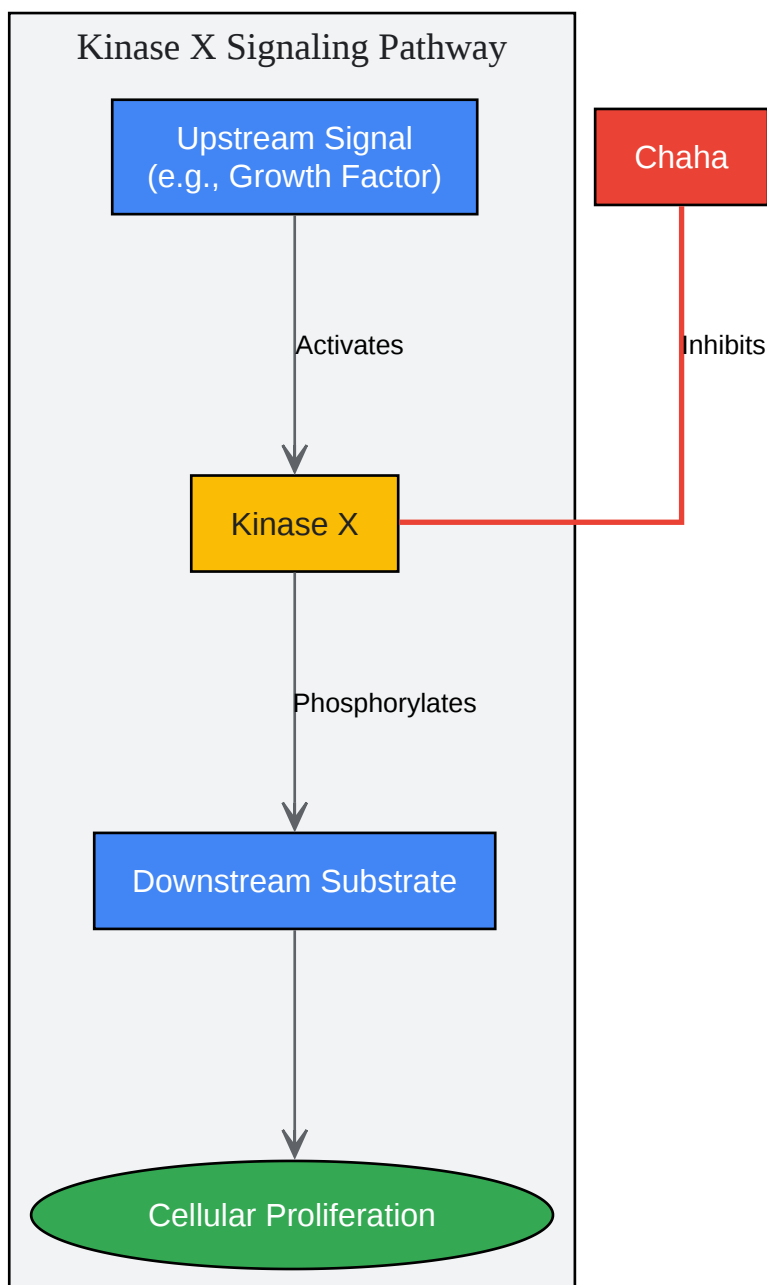 Kinase X Signaling Pathway
Upstream Signal
(e.g., Growth Factor)
Chaha
Activates
Inhibits
Kinase X
Phosphorylates
Downstream Substrate
Cellular Proliferation